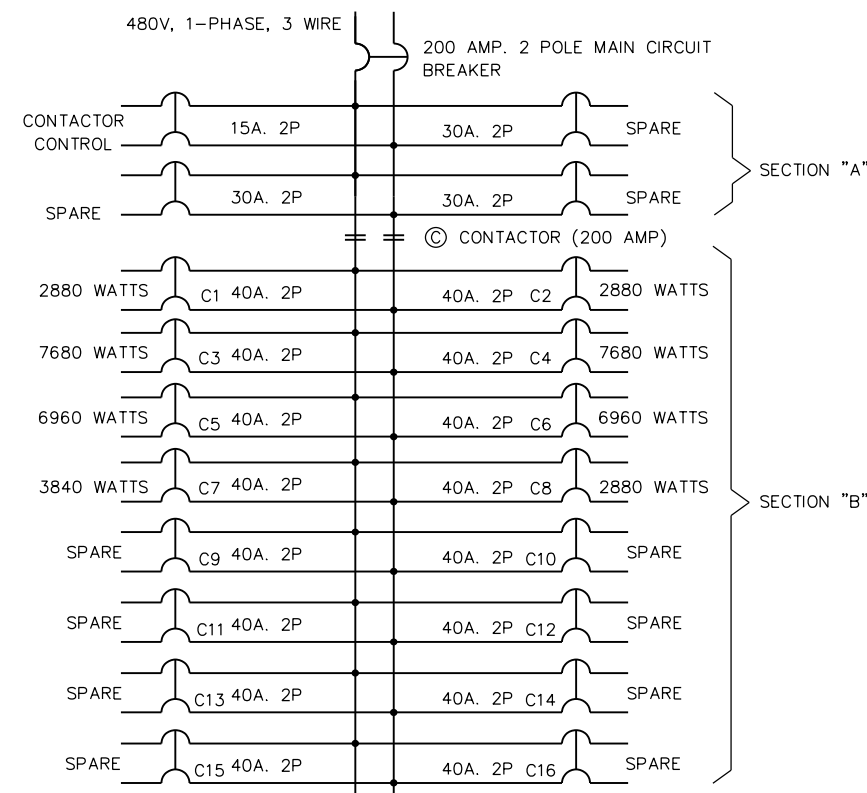 480V, 1-PHASE, 3 WIRE
200 AMP. 2 POLE MAIN CIRCUIT
BREAKER
CONTACTOR
CONTROL
15A. 2P
30A. 2P
SPARE
SPARE
30A. 2P
30A. 2P
SPARE
SECTION "A"
C CONTACTOR (200 AMP)
2880 WATTS C1 40A. 2P 40A. 2P C2 2880 WATTS
7680 WATTS C3 40A. 2P 40A. 2P C4 7680 WATTS
6960 WATTS C5 40A. 2P 40A. 2P C6 6960 WATTS
3840 WATTS C7 40A. 2P 40A. 2P C8 2880 WATTS
SECTION "B"
SPARE C9 40A. 2P 40A. 2P C10 SPARE
SPARE C11 40A. 2P 40A. 2P C12 SPARE
SPARE C13 40A. 2P 40A. 2P C14 SPARE
SPARE C15 40A. 2P 40A. 2P C16 SPARE